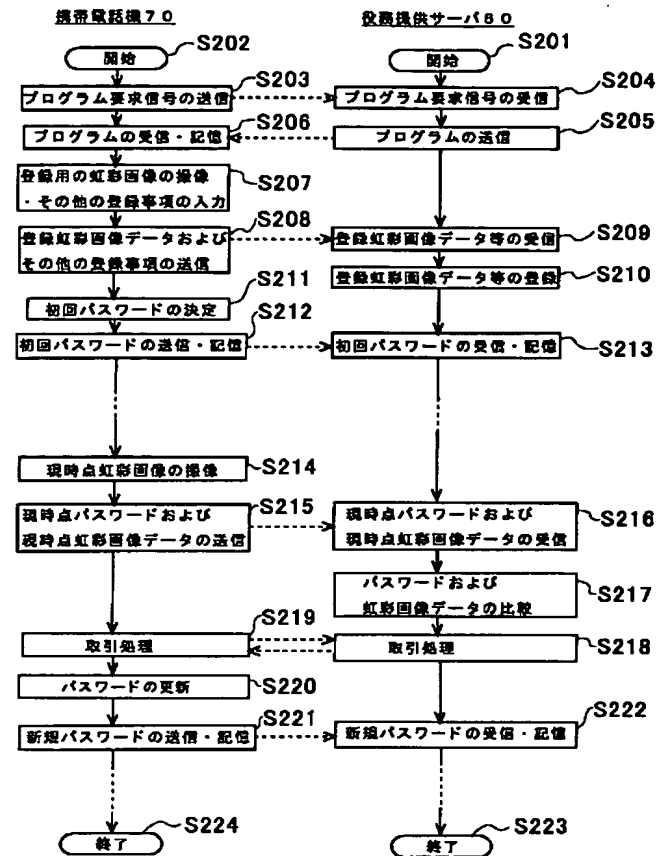 携帯電話機70
役務提供サーバ60
開始
S202
開始
S201
プログラム要求信号の送信
S203
プログラム要求信号の受信
S204
プログラムの受信・記憶
S206
プログラムの送信
S205
登録用の虹彩画像の撮像
・その他の登録事項の入力
S207
登録虹彩画像データおよび
その他の登録事項の送信
S208
登録虹彩画像データ等の受信
S209
登録虹彩画像データ等の登録
S210
初回パスワードの決定
S211
初回パスワードの送信・記憶
S212
初回パスワードの受信・記憶
S213
現時点虹彩画像の撮像
S214
現時点パスワードおよび
現時点虹彩画像データの送信
S215
現時点パスワードおよび
現時点虹彩画像データの受信
S216
パスワードおよび
虹彩画像データの比較
S217
取引処理
S219
取引処理
S218
パスワードの更新
S220
新規パスワードの送信・記憶
S221
新規パスワードの受信・記憶
S222
終了
S224
終了
S223